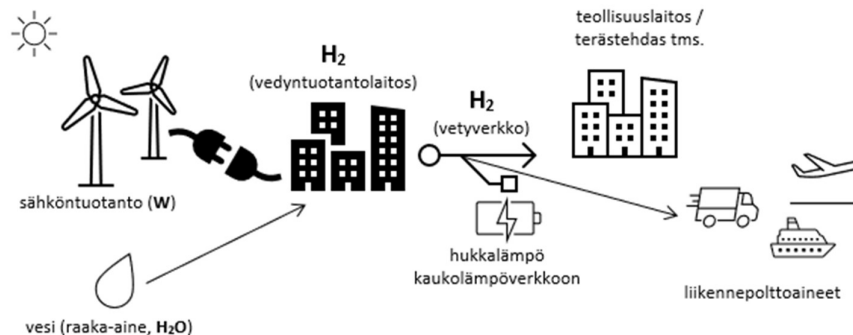 teollisuuslaitos /
terästehdas tms.
H₂
(vedyntuotantolaitos)
H₂
(vetyverkko)
sähköntuotanto (W)
hukkalämpö
kaukolämpöverkkoon
liikennepolttoaineet
vesi (raaka-aine, H₂O)